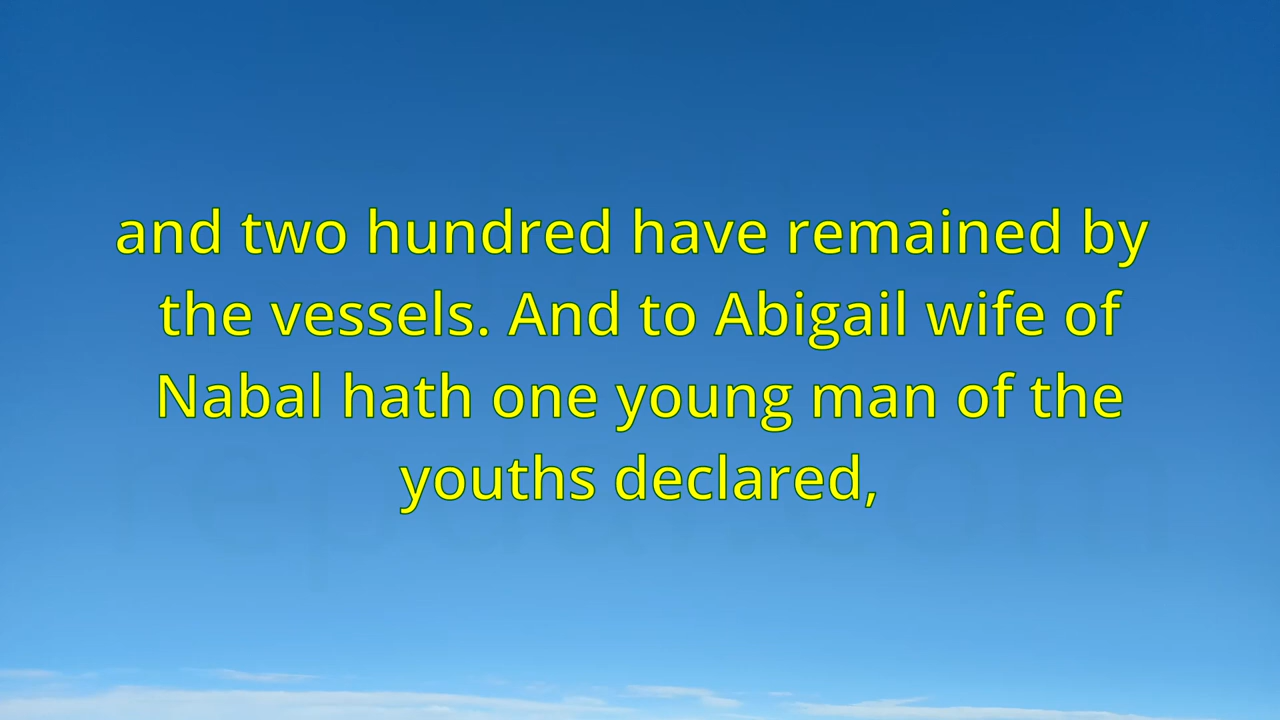 and two hundred have remained by
the vessels. And to Abigail wife of
Nabal hath one young man of the
youths declared,